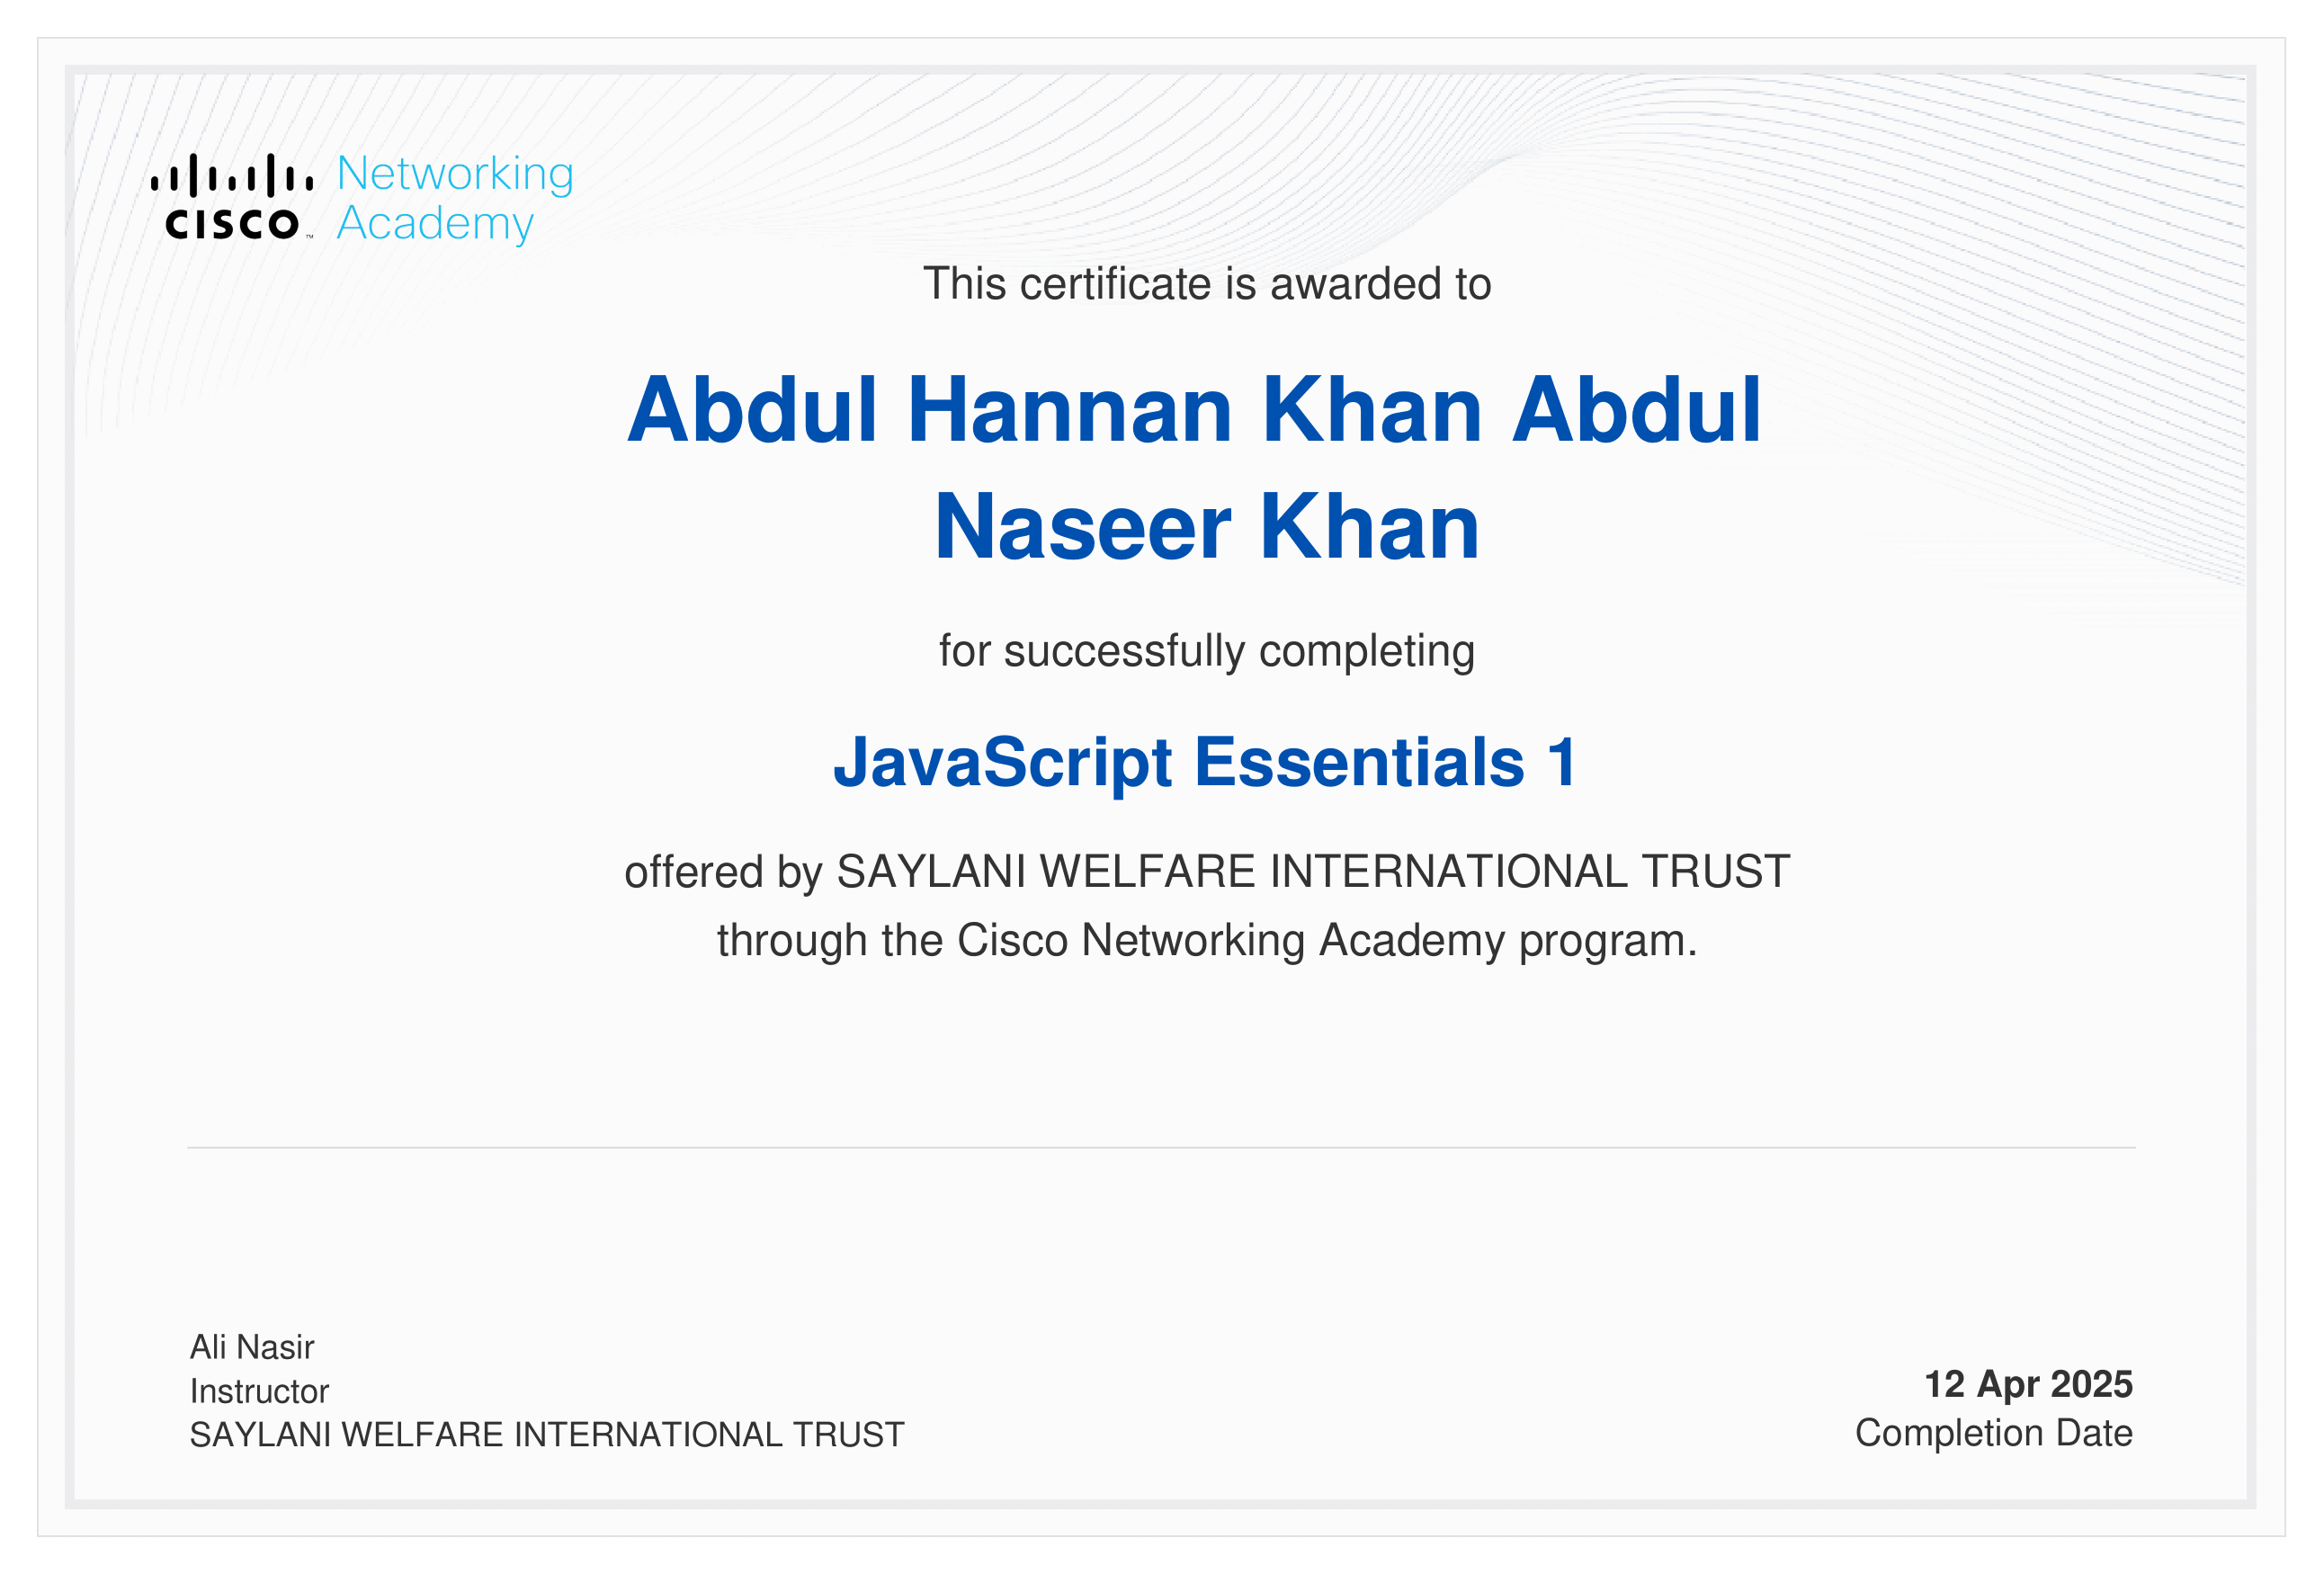 CISCO™
Networking
Academy
This certificate is awarded to
Abdul Hannan Khan Abdul
Naseer Khan
for successfully completing
JavaScript Essentials 1
offered by SAYLANI WELFARE INTERNATIONAL TRUST
through the Cisco Networking Academy program.
Ali Nasir
Instructor
SAYLANI WELFARE INTERNATIONAL TRUST
12 Apr 2025
Completion Date